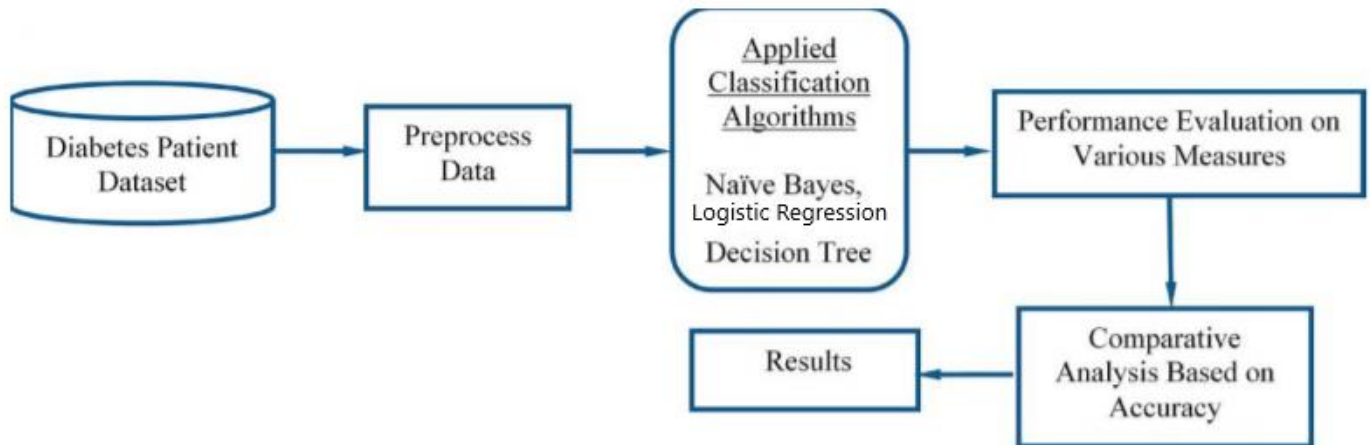 Diabetes Patient
Dataset
Preprocess
Data
Applied
Classification
Algorithms
Naïve Bayes,
Logistic Regression
Decision Tree
Performance Evaluation on
Various Measures
Comparative
Analysis Based on
Accuracy
Results